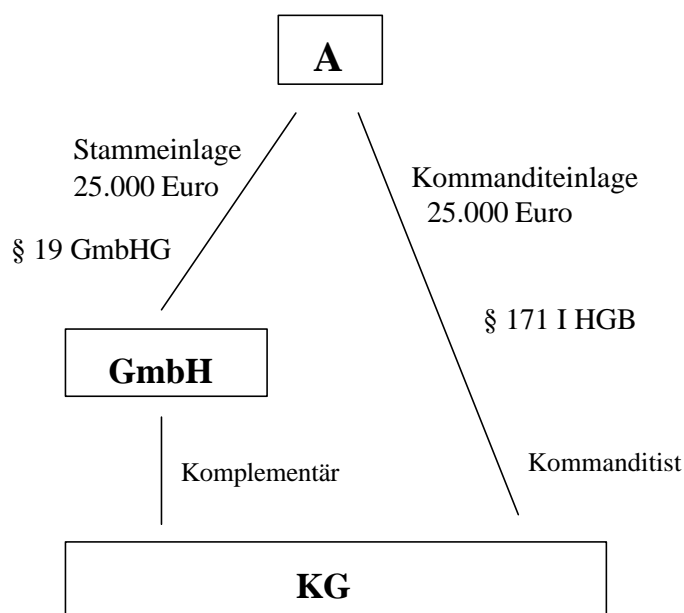 A
Stammeinlage
25.000 Euro
Kommanditeinlage
25.000 Euro
§ 19 GmbHG
§ 171 I HGB
GmbH
Komplementär
Kommanditist
KG